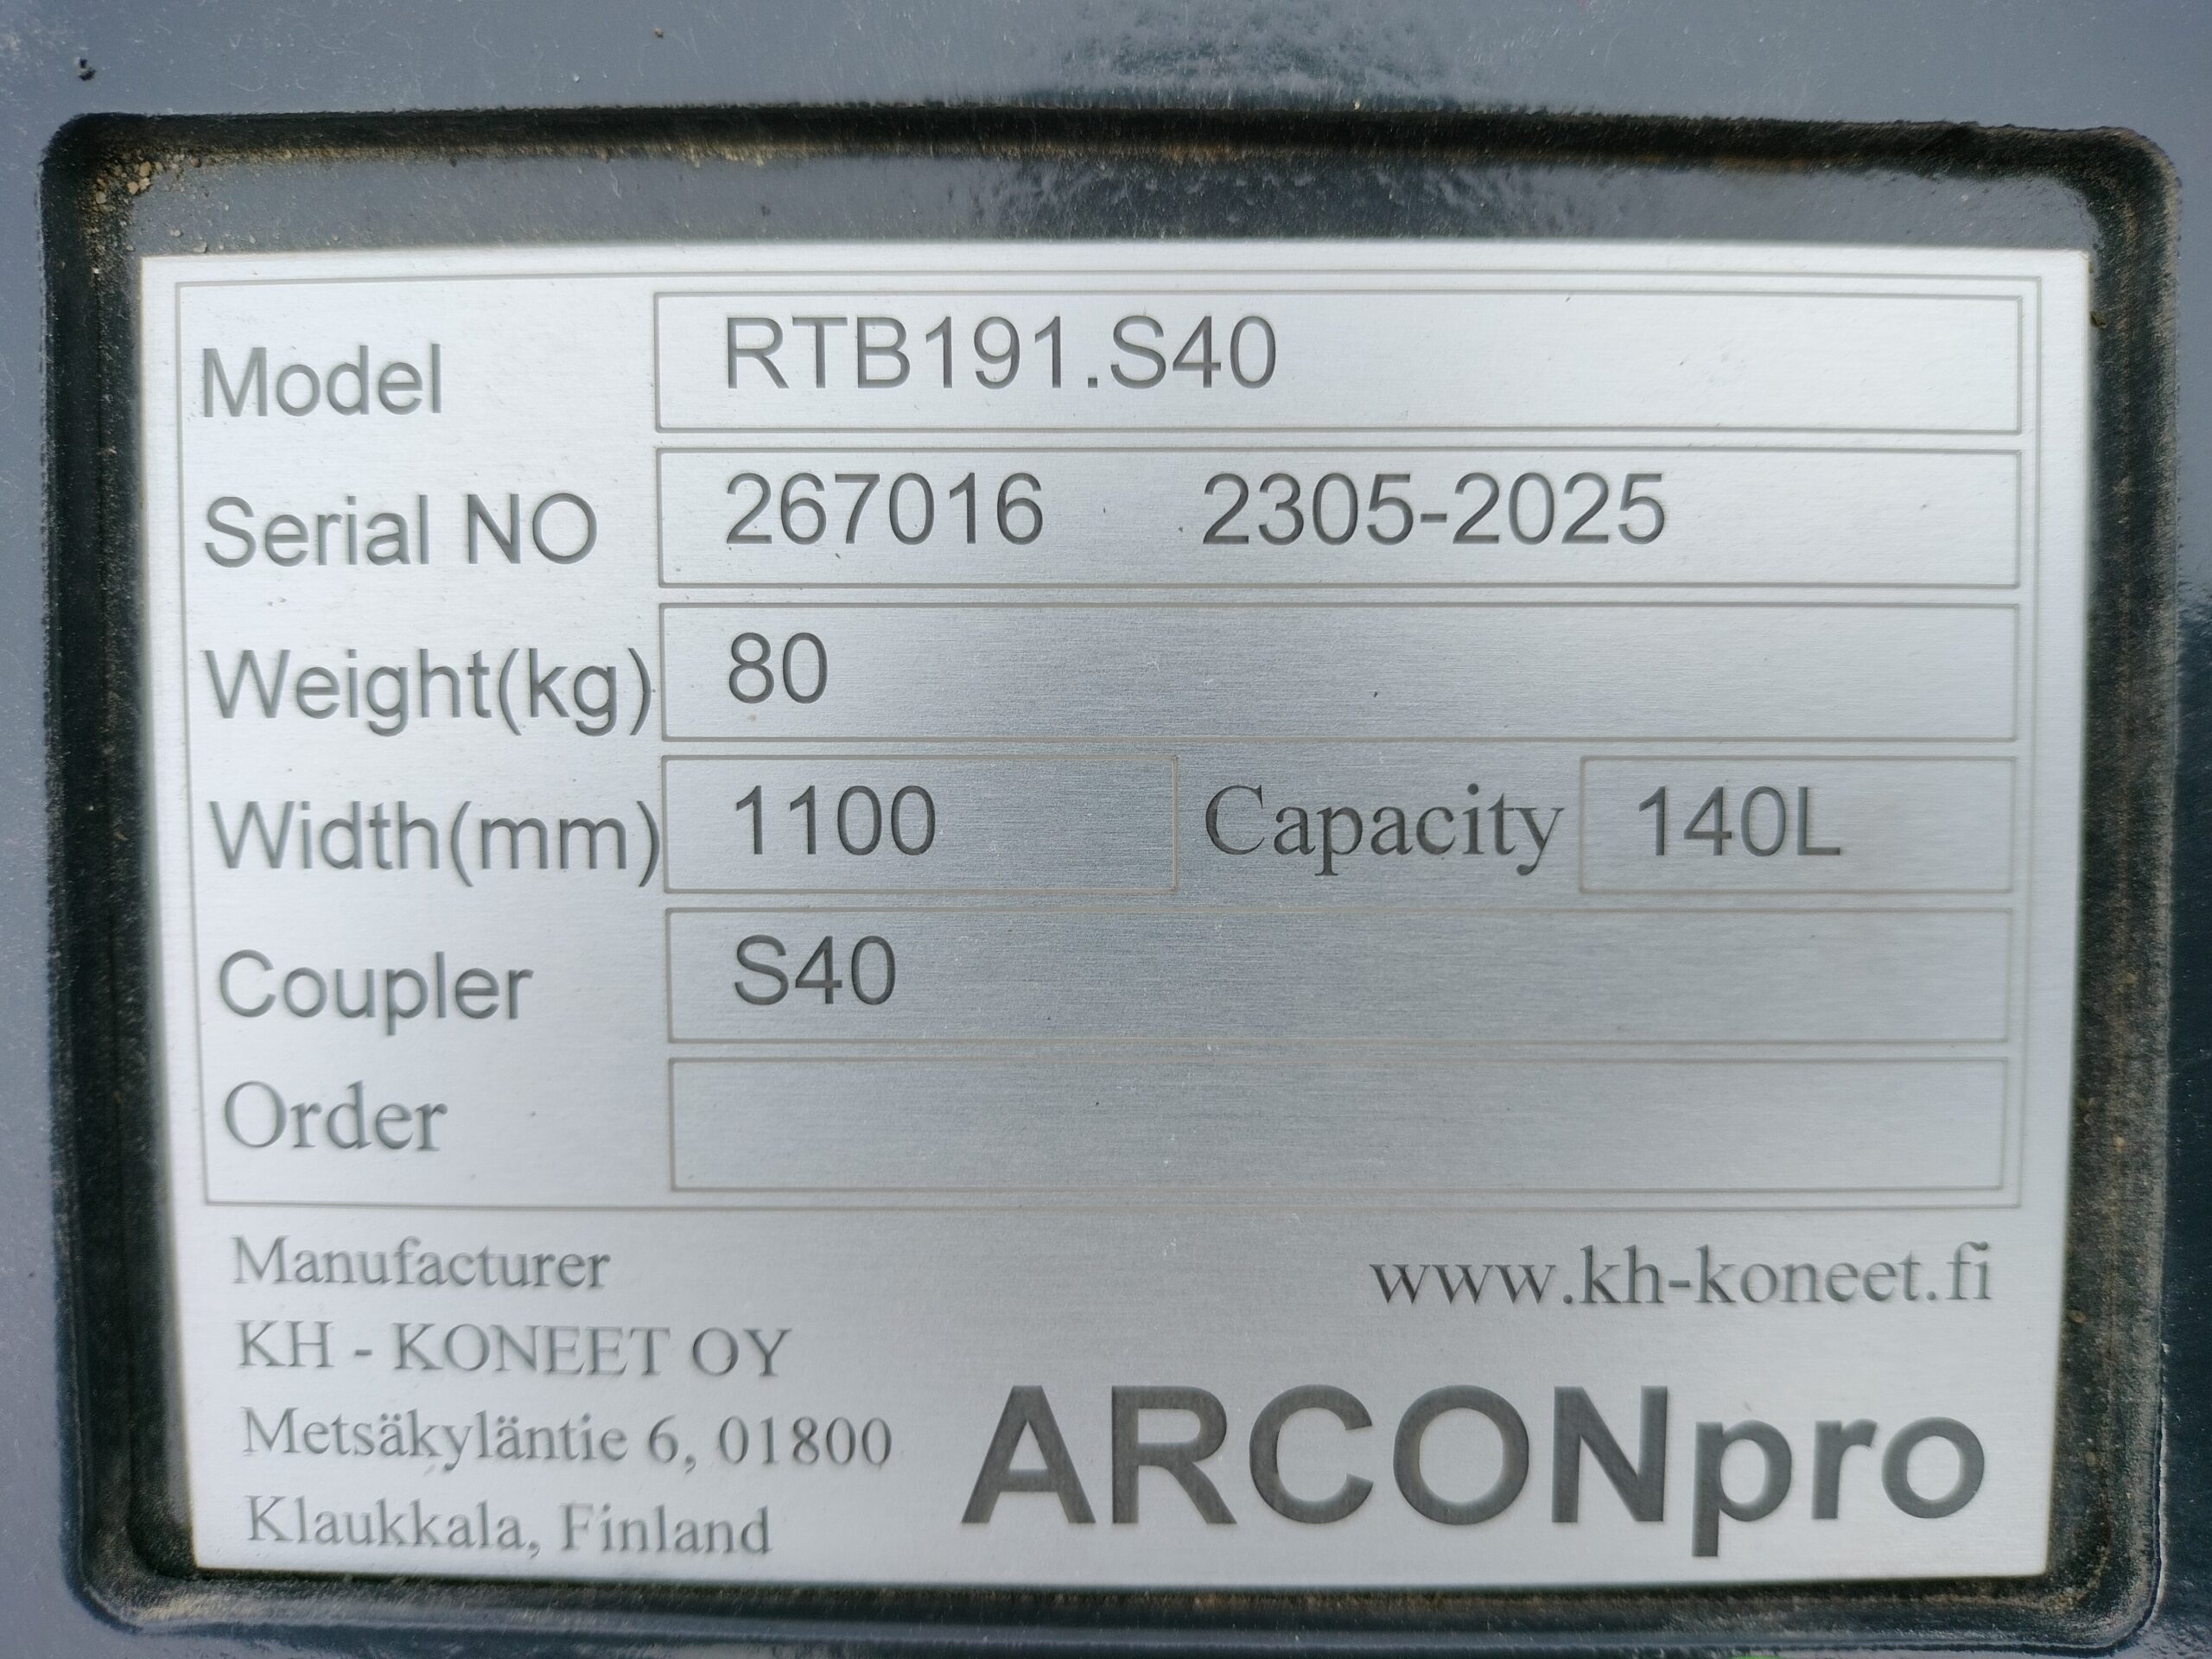 Model RTB191.S40
Serial NO 267016 2305-2025
Weight(kg) 80
Width(mm) 1100 Capacity 140L
Coupler S40
Order
Manufacturer www.kh-koneet.fi
KH - KONEET OY
Metsäkyläntie 6, 01800
Klaukkala, Finland
ARCONpro